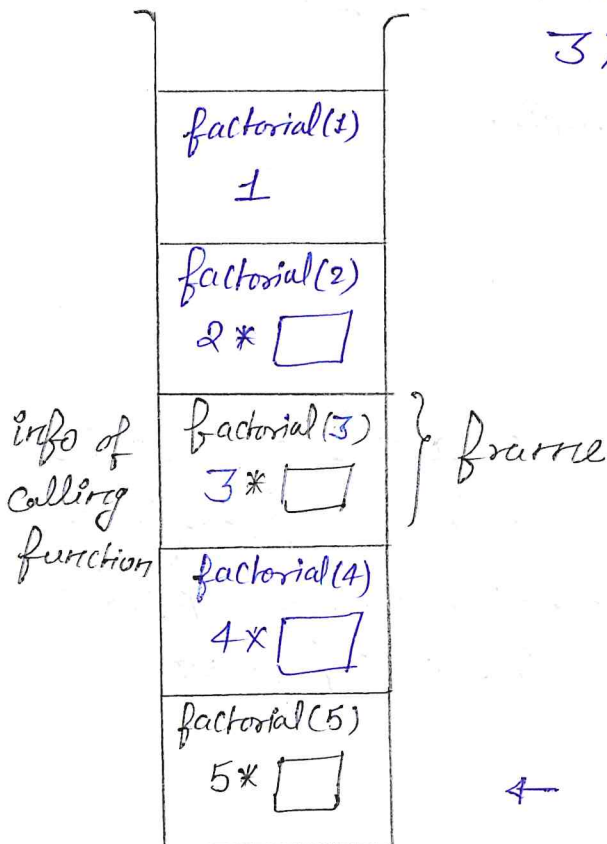 3
factorial(1)
1
factorial(2)
2 *
info of calling function
factorial(3)
3 *
frame
factorial(4)
4 *
factorial(5)
5 *